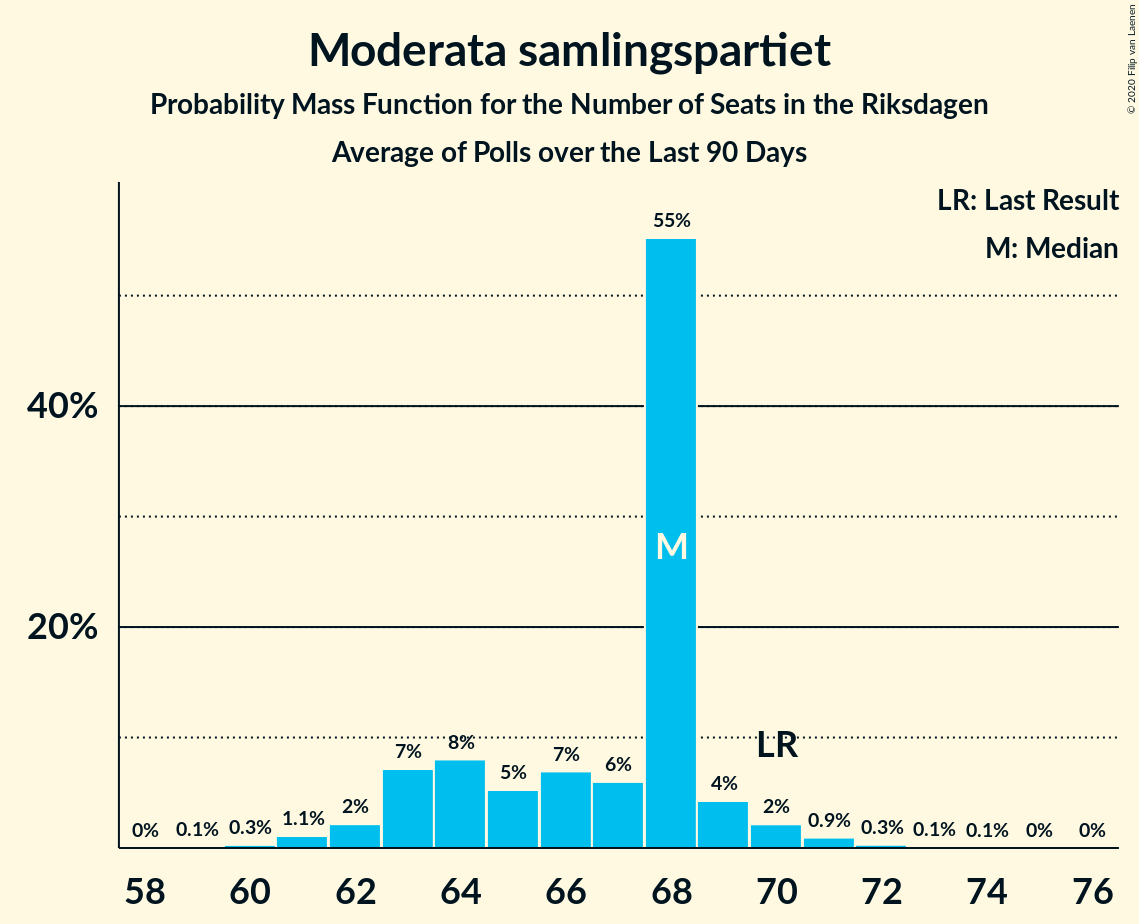 Moderata samlingspartiet
Probability Mass Function for the Number of Seats in the Riksdagen
Average of Polls over the Last 90 Days
© 2020 Filip van Laenen
LR: Last Result
M: Median
55%
40%
M
20%
LR
0% 0.1% 0.3% 1.1% 2% 7% 8% 5% 7% 6% 4% 2% 0.9% 0.3% 0.1% 0.1% 0% 0%
58 60 62 64 66 68 70 72 74 76